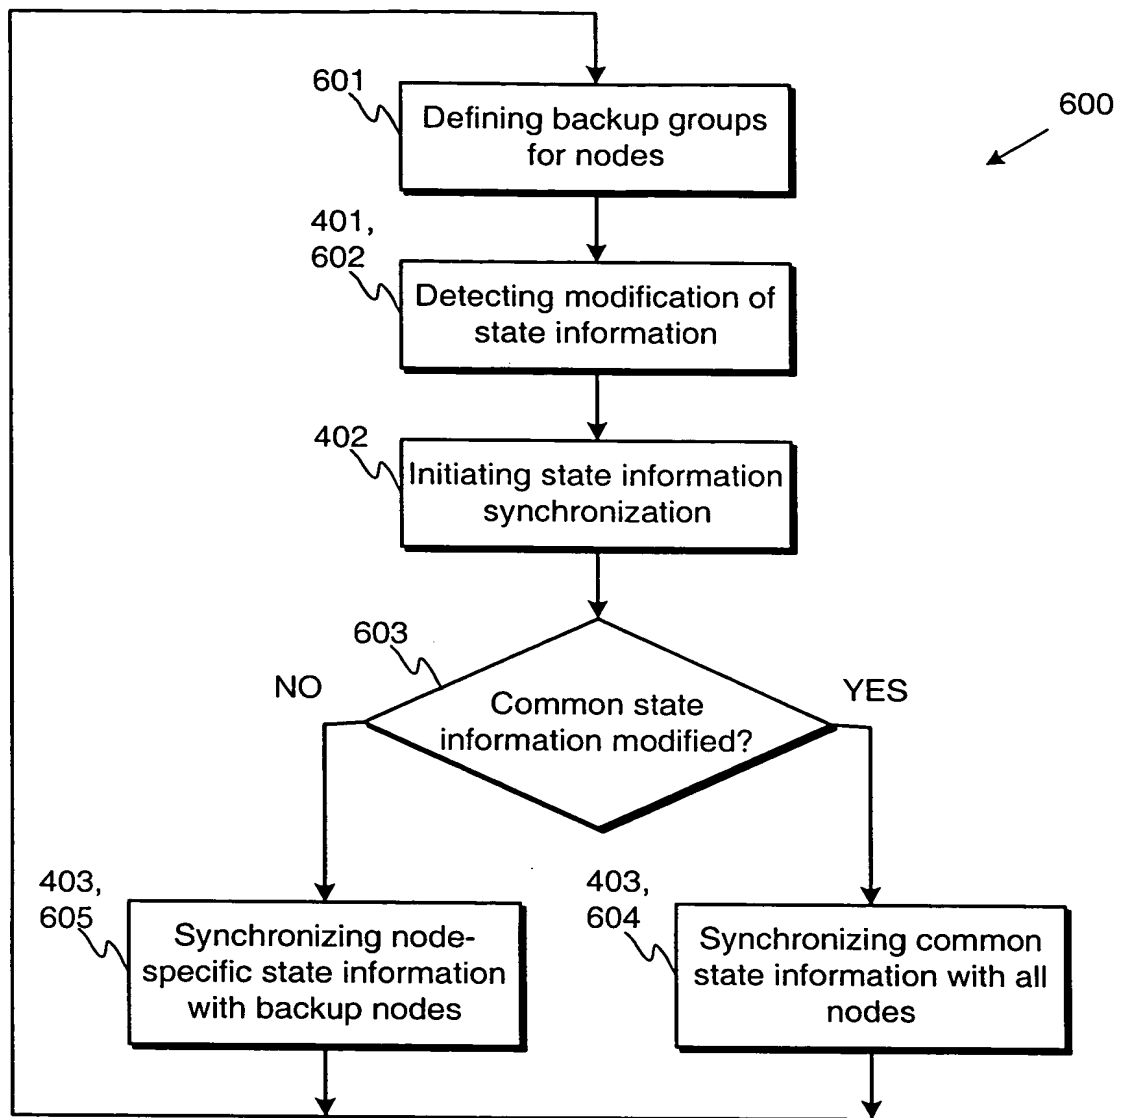 601
Defining backup groups
for nodes
600
401,
602
Detecting modification of
state information
402
Initiating state information
synchronization
603
NO
YES
Common state
information modified?
403,
605
Synchronizing node-
specific state information
with backup nodes
403,
604
Synchronizing common
state information with all
nodes